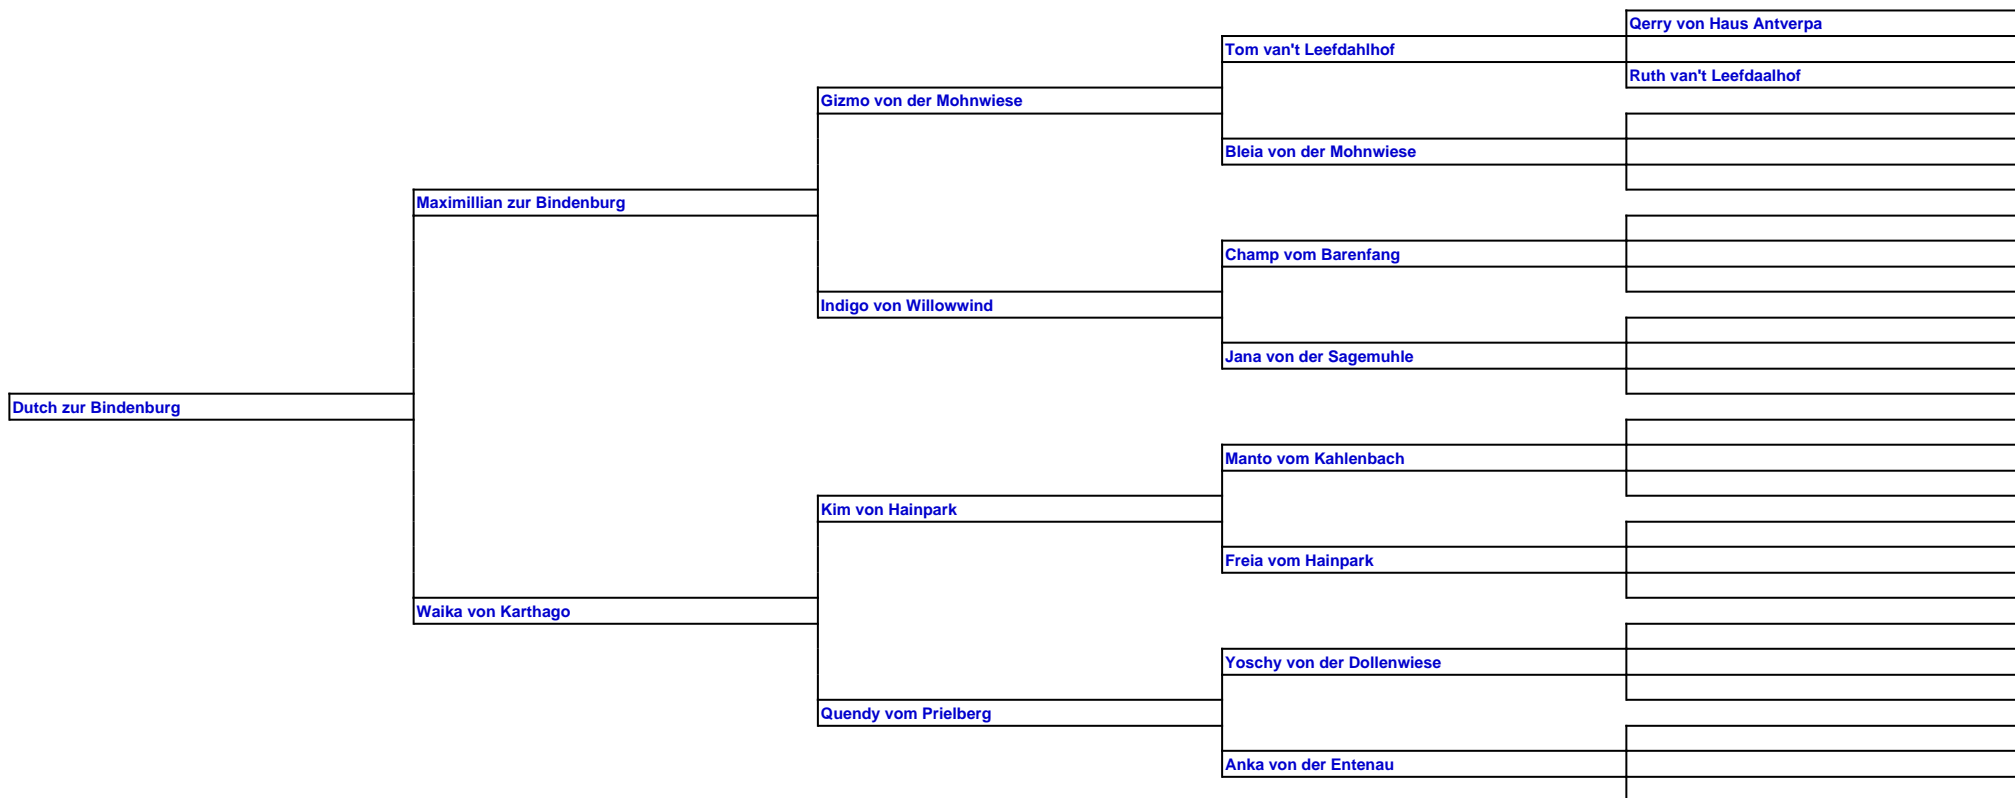 Qerry von Haus Antverpa
Tom van't Leefdahlhof
Ruth van't Leefdaalhof
Gizmo von der Mohnwiese
Bleia von der Mohnwiese
Maximillian zur Bindenburg
Champ vom Barenfang
Indigo von Willowwind
Jana von der Sagemuhle
Dutch zur Bindenburg
Manto vom Kahlenbach
Kim von Hainpark
Freia vom Hainpark
Waika von Karthago
Yoschy von der Dollenwiese
Quendy vom Prielberg
Anka von der Entenau